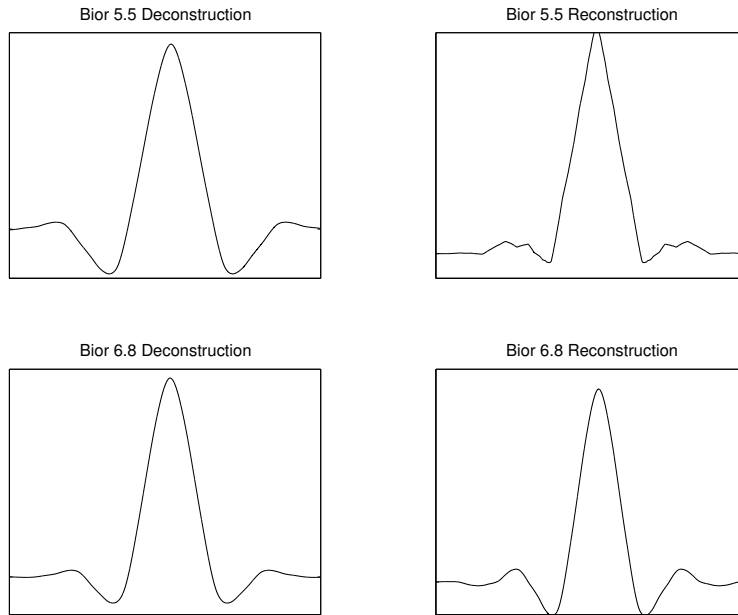 Bior 5.5 Deconstruction
Bior 5.5 Reconstruction
Bior 6.8 Deconstruction
Bior 6.8 Reconstruction